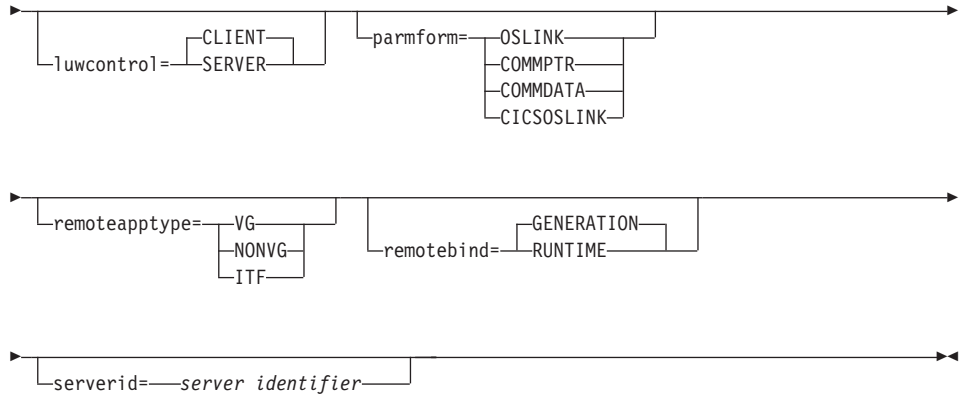 luwcontrol= CLIENT
SERVER
parmform= OSLINK
COMMPTR
COMMDATA
CICSOSLINK
remoteapptype= VG
NONVG
ITF
remotebind= GENERATION
RUNTIME
serverid= server identifier